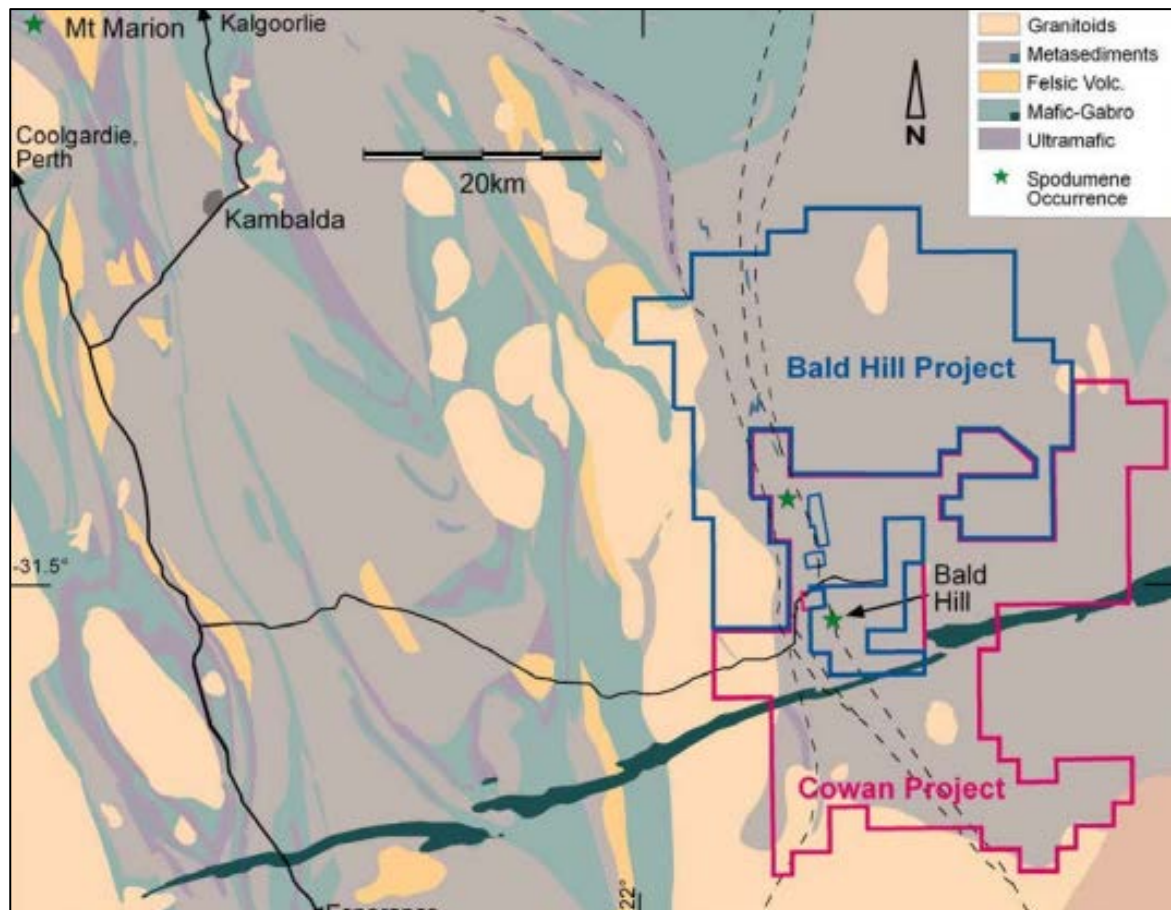 Mt Marion
Kalgoorlie
Coolgardie,
Perth
Kambalda
20km
N
Granitoids
Metasediments
Felsic Volc.
Mafic-Gabro
Ultramafic
Spodumene
Occurrence
Bald Hill Project
-31.5°
Bald
Hill
Cowan Project